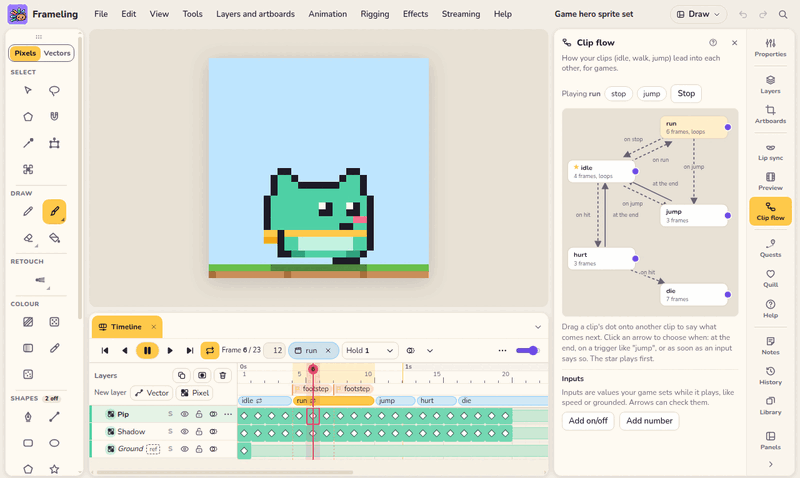 Frameling
File Edit View Tools Layers and artboards Animation Rigging Effects Streaming Help
Game hero sprite set
Draw
Pixels Vectors
SELECT
DRAW
RETOUCH
COLOUR
SHAPES 2 off
Timeline
Frame 6 / 23 12 run Hold 1
Layers
New layer Vector Pixel
0s 1s
1 5 6 10 15 20
footstep footstep
idle run jump hurt die
Pip S
Shadow S
Ground ref S
Clip flow
How your clips (idle, walk, jump) lead into each
other, for games.
Playing run stop jump Stop
run
6 frames, loops
on stop
on run
on jump
idle
4 frames, loops
at the end
on jump
on hit
at the end
jump
3 frames
hurt
3 frames
on hit
die
7 frames
Drag a clip's dot onto another clip to say what
comes next. Click an arrow to choose when: at the
end, on a trigger like "jump", or as soon as an input
says so. The star plays first.
Inputs
Inputs are values your game sets while it plays, like
speed or grounded. Arrows can check them.
Add on/off Add number
Properties
Layers
Artboards
Lip sync
Preview
Clip flow
Quests
Quill
Help
Notes
History
Library
Panels